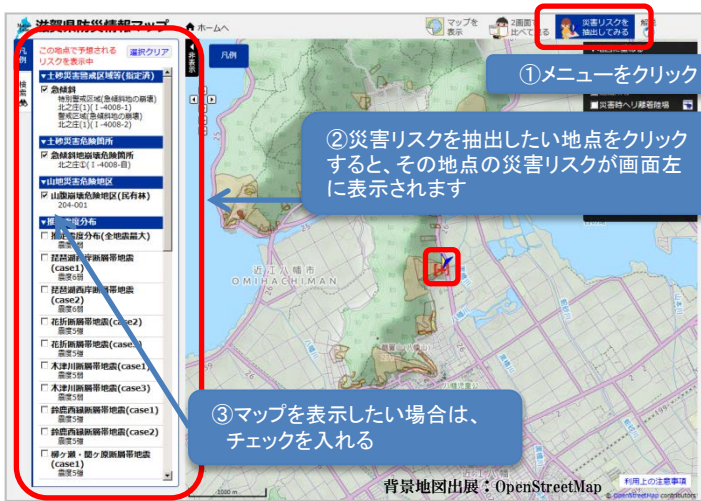 滋賀県防災情報マップ
ホームへ
マップを
表示
2画面で
比べて見る
災害リスクを
抽出してみる
凡例
検索
この地点で予想される
リスクを表示中
選択クリア
非表示
凡例
①メニューをクリック
災害時ヘリ離着陸場
▼土砂災害警戒区域等(指定済)
急傾斜
特別警戒区域(急傾斜地の崩壊)
北之庄(1)(Ⅰ-4008-1)
警戒区域(急傾斜地の崩壊)
北之庄(1)(Ⅰ-4008-2)
▼土砂災害危険箇所
急傾斜地崩壊危険箇所
北之庄①(Ⅰ-4008-自)
▼山地災害危険地区
山腹崩壊危険地区(民有林)
204-001
②災害リスクを抽出したい地点をクリック
すると、その地点の災害リスクが画面左
に表示されます
震度分布(全地震最大)
琵琶湖西岸断層帯地震
(case1)
震度6弱
琵琶湖西岸断層帯地震
(case2)
震度6弱
花折断層帯地震(case2)
震度5強
花折断層帯地震(case
震度5強
木津川断層帯地震(case1)
震度5弱
木津川断層帯地震(case3)
震度5弱
鈴鹿西縁断層帯地震(case1)
震度5強
鈴鹿西縁断層帯地震(case2)
震度5強
柳ヶ瀬・関ヶ原断層帯地震
(case1)
震度5強
近江八幡市
OMIHACHIMAN
③マップを表示したい場合は、
チェックを入れる
1000 m
背景地図出展：OpenStreetMap
利用上の注意事項
© OpenStreetMap contributors